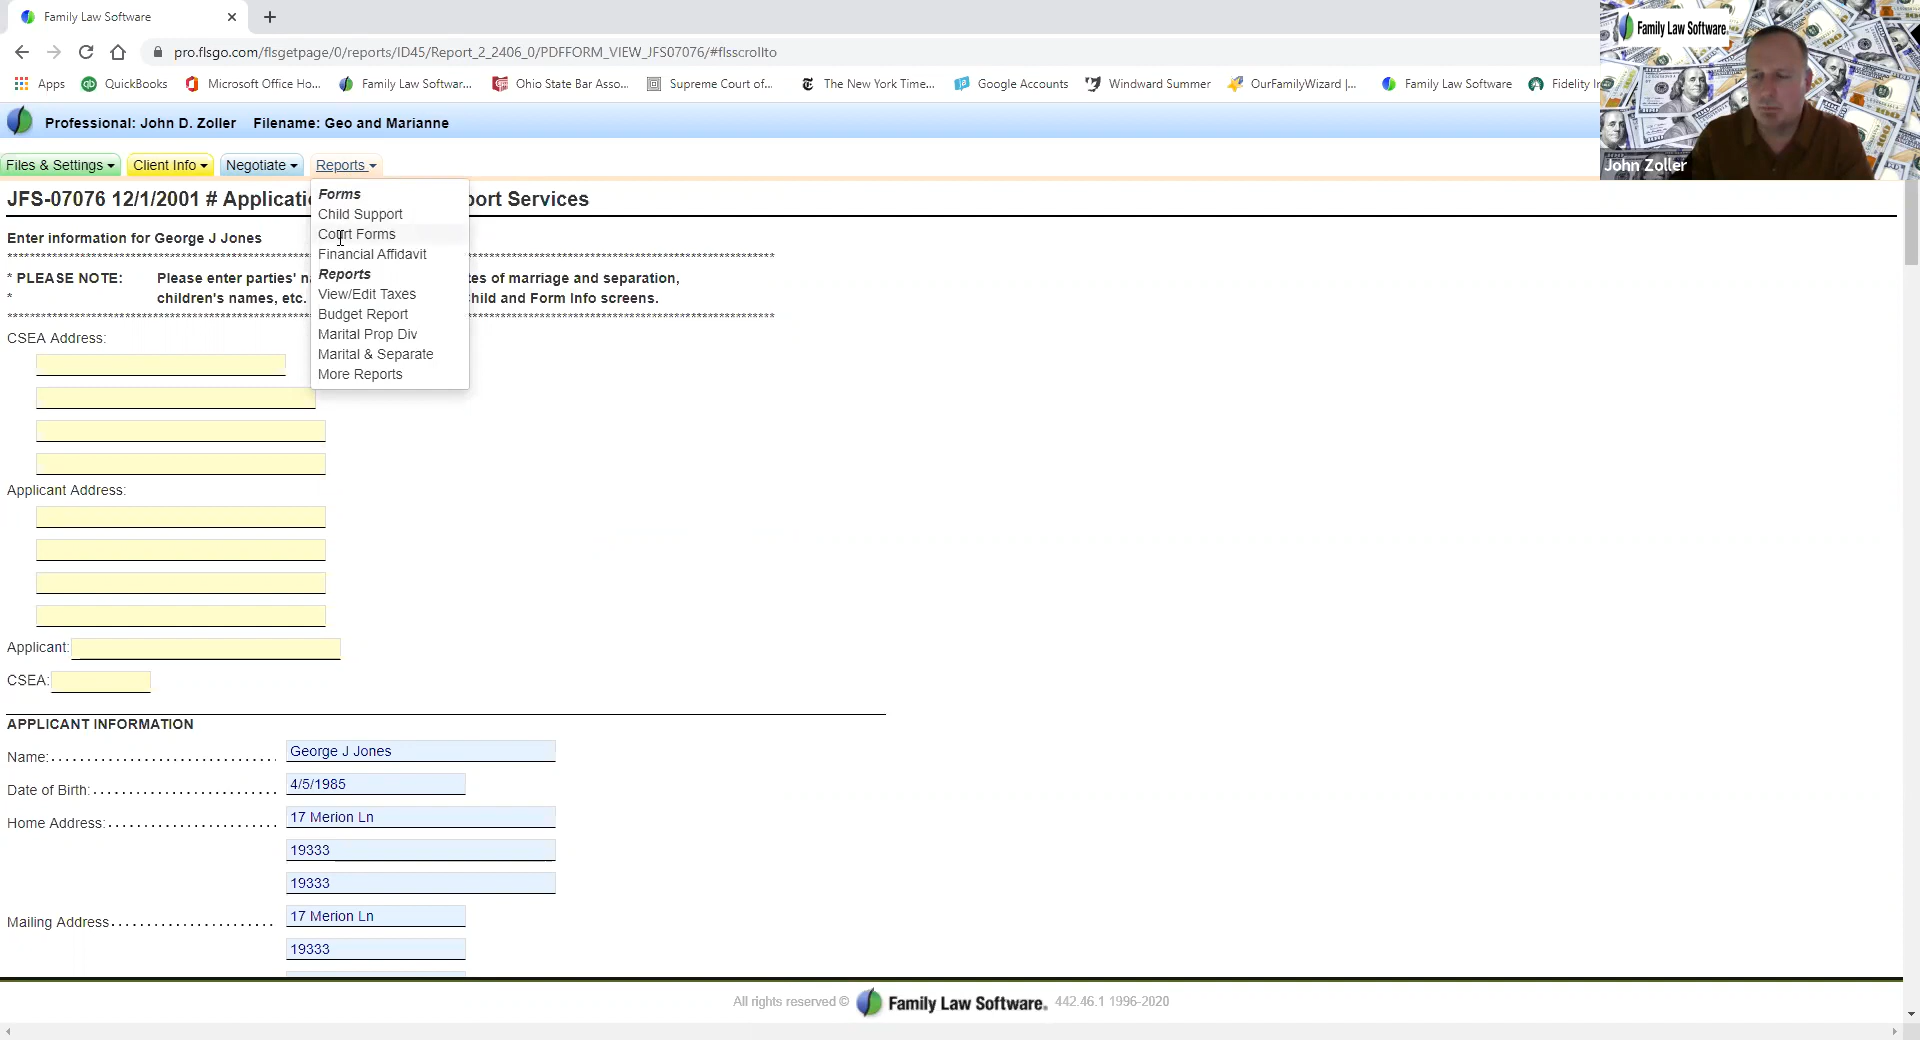 Family Law Software
pro.flsgo.com/flsgetpage/0/reports/ID45/Report_2_2406_0/PDFFORM_VIEW_JFS07076/#flsscrollto
Apps QuickBooks Microsoft Office Ho... Family Law Softwar... Ohio State Bar Asso... Supreme Court of... The New York Time... Google Accounts Windward Summer OurFamilyWizard |... Family Law Software Fidelity
Family Law Software.
John Zoller
Professional: John D. Zoller Filename: Geo and Marianne
Files & Settings Client Info Negotiate Reports
JFS-07076 12/1/2001 # Applicati ort Services
Forms
Child Support
Court Forms
Financial Affidavit
Reports
View/Edit Taxes
Budget Report
Marital Prop Div
Marital & Separate
More Reports
Enter information for George J Jones
* PLEASE NOTE: Please enter parties' n tes of marriage and separation,
* children's names, etc. hild and Form Info screens.
CSEA Address:
Applicant Address:
Applicant:
CSEA:
APPLICANT INFORMATION
Name: George J Jones
Date of Birth: 4/5/1985
Home Address: 17 Merion Ln
19333
19333
Mailing Address 17 Merion Ln
19333
All rights reserved © Family Law Software. 442.46.1 1996-2020